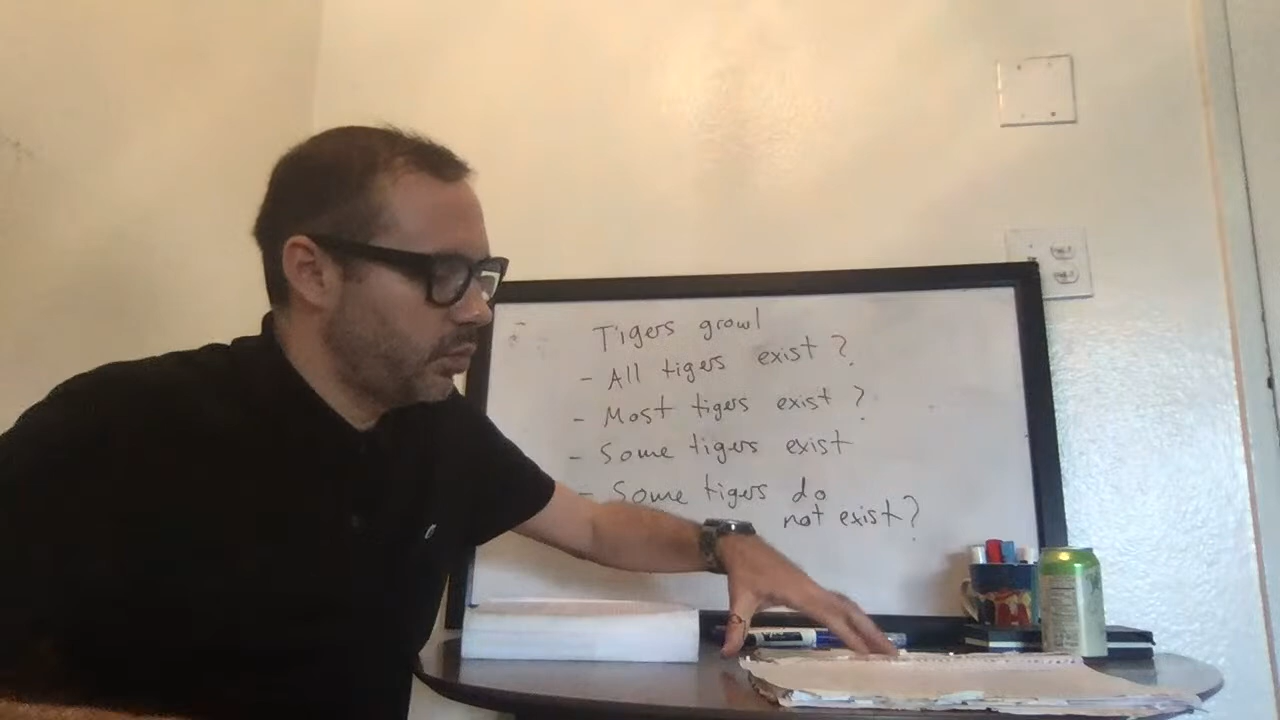 Tigers growl
- All tigers exist ?
- Most tigers exist ?
- Some tigers exist
- Some tigers do
not exist ?